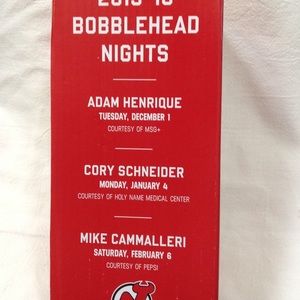 BOBBLEHEAD
NIGHTS
ADAM HENRIQUE
TUESDAY, DECEMBER 1
COURTESY OF MSG+
CORY SCHNEIDER
MONDAY, JANUARY 4
COURTESY OF HOLY NAME MEDICAL CENTER
MIKE CAMMALLERI
SATURDAY, FEBRUARY 6
COURTESY OF PEPSI